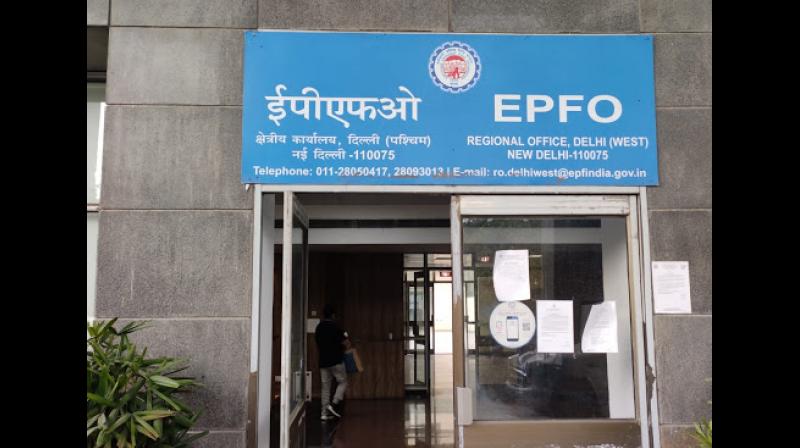 ईपीएफओ
क्षेत्रीय कार्यालय, दिल्ली (पश्चिम)
नई दिल्ली -110075
EPFO
REGIONAL OFFICE, DELHI (WEST)
NEW DELHI-110075
Telephone: 011-28050417, 28093013 | E-mail: ro.delhiwest@epfindia.gov.in